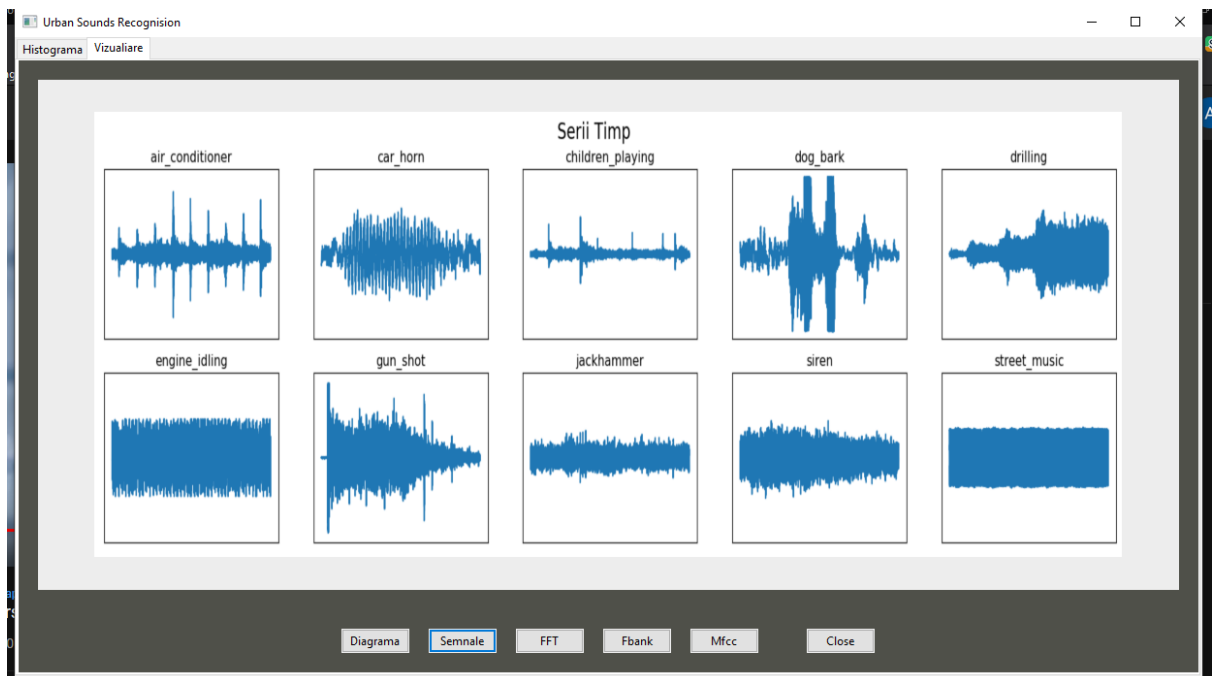 Urban Sounds Recognision
Histograma Vizualiare
Serii Timp
air_conditioner car_horn children_playing dog_bark drilling
engine_idling gun_shot jackhammer siren street_music
Diagrama Semnale FFT Fbank Mfcc Close